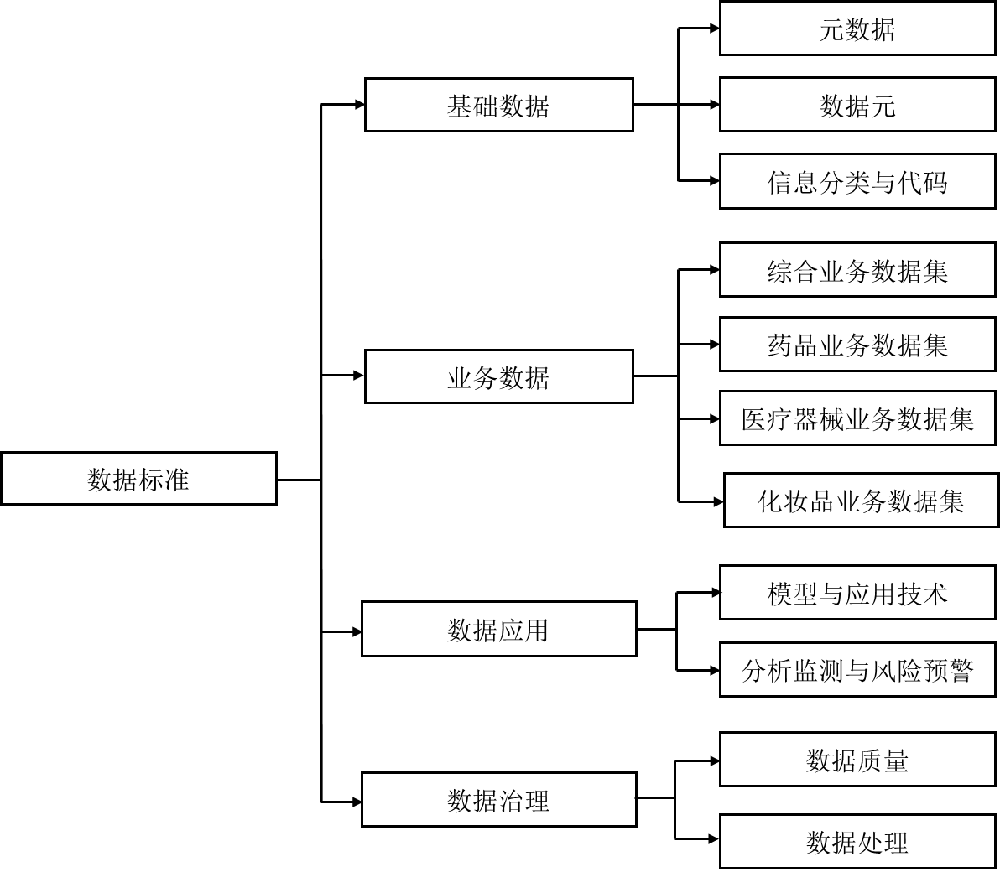 数据标准
基础数据
元数据
数据元
信息分类与代码
业务数据
综合业务数据集
药品业务数据集
医疗器械业务数据集
化妆品业务数据集
数据应用
模型与应用技术
分析监测与风险预警
数据治理
数据质量
数据处理